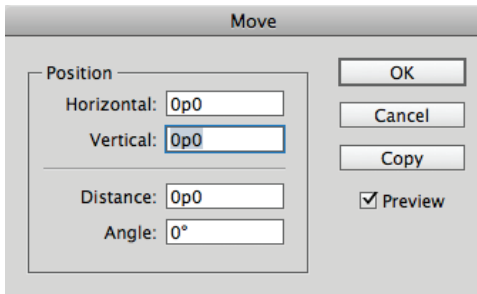 Move
Position
Horizontal: 0p0
Vertical: 0p0
Distance: 0p0
Angle: 0°
OK
Cancel
Copy
Preview